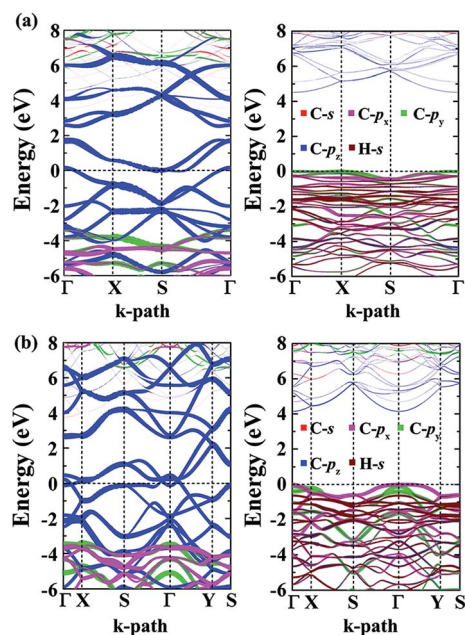 (a)
Energy (eV)
8
6
4
2
0
-2
-4
-6
Γ X S Γ
k-path
Energy (eV)
8
6
4
2
0
-2
-4
-6
C-s C-px C-py
C-pz H-s
Γ X S Γ
k-path
(b)
Energy (eV)
8
6
4
2
0
-2
-4
-6
Γ X S Γ Y S
k-path
Energy (eV)
8
6
4
2
0
-2
-4
-6
C-s C-px C-py
C-pz H-s
Γ X S Γ Y S
k-path